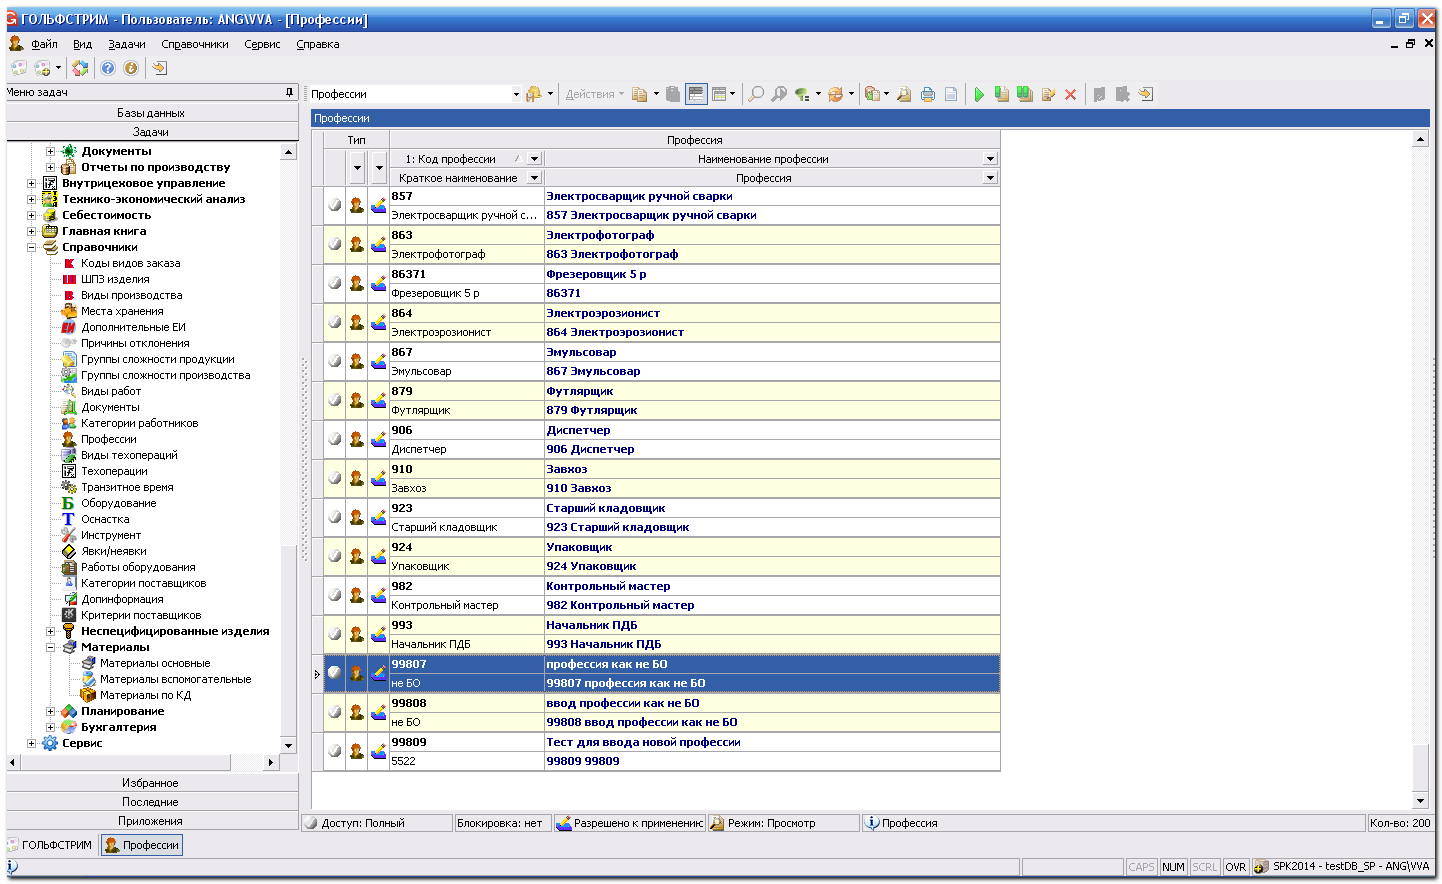 ГОЛЬФСТРИМ - Пользователь: ANG\VVA - [Профессии]
Файл Вид Задачи Справочники Сервис Справка
Меню задач
Базы данных
Задачи
Документы
Отчеты по производству
Внутрицеховое управление
Технико-экономический анализ
Себестоимость
Главная книга
Справочники
Коды видов заказа
ШПЗ изделия
Виды производства
Места хранения
Дополнительные ЕИ
Причины отклонения
Группы сложности продукции
Группы сложности производства
Виды работ
Документы
Категории работников
Профессии
Виды техопераций
Техоперации
Транзитное время
Оборудование
Оснастка
Инструмент
Явки/неявки
Работы оборудования
Категории поставщиков
Допинформация
Критерии поставщиков
Неспецифицированные изделия
Материалы
Материалы основные
Материалы вспомогательные
Материалы по КД
Планирование
Бухгалтерия
Сервис
Избранное
Последние
Приложения
Профессии Действия
Профессии
Тип Профессия
1: Код профессии Наименование профессии
Краткое наименование Профессия
857 Электросварщик ручной сварки
Электросварщик ручной с... 857 Электросварщик ручной сварки
863 Электрофотограф
Электрофотограф 863 Электрофотограф
86371 Фрезеровщик 5 р
Фрезеровщик 5 р 86371
864 Электроэрозионист
Электроэрозионист 864 Электроэрозионист
867 Эмульсовар
Эмульсовар 867 Эмульсовар
879 Футлярщик
Футлярщик 879 Футлярщик
906 Диспетчер
Диспетчер 906 Диспетчер
910 Завхоз
Завхоз 910 Завхоз
923 Старший кладовщик
Старший кладовщик 923 Старший кладовщик
924 Упаковщик
Упаковщик 924 Упаковщик
982 Контрольный мастер
Контрольный мастер 982 Контрольный мастер
993 Начальник ПДБ
Начальник ПДБ 993 Начальник ПДБ
99807 профессия как не БО
не БО 99807 профессия как не БО
99808 ввод профессии как не БО
не БО 99808 ввод профессии как не БО
99809 Тест для ввода новой профессии
5522 99809 99809
Доступ: Полный Блокировка: нет Разрешено к применению Режим: Просмотр Профессия Кол-во: 200
ГОЛЬФСТРИМ Профессии
CAPS NUM SCRL OVR SPK2014 - testDB_SP - ANG\VVA